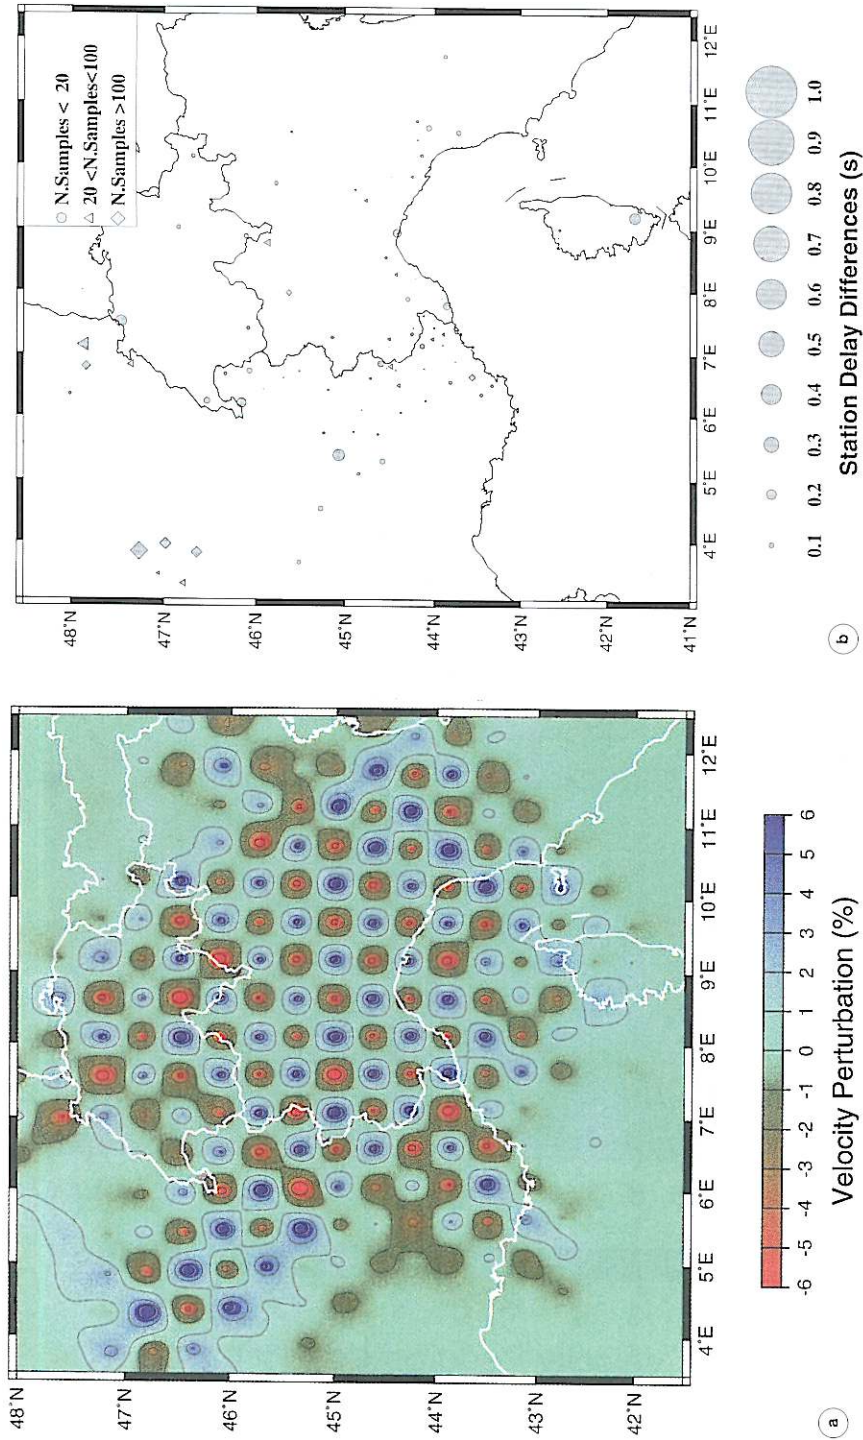 48°N
47°N
46°N
45°N
44°N
43°N
42°N
4°E
5°E
6°E
7°E
8°E
9°E
10°E
11°E
12°E
-6
-5
-4
-3
-2
-1
0
1
2
3
4
5
6
Velocity Perturbation (%)
a
N.Samples < 20
20 <N.Samples<100
N.Samples >100
48°N
47°N
46°N
45°N
44°N
43°N
42°N
41°N
4°E
5°E
6°E
7°E
8°E
9°E
10°E
11°E
12°E
0.1
0.2
0.3
0.4
0.5
0.6
0.7
0.8
0.9
1.0
Station Delay Differences (s)
b